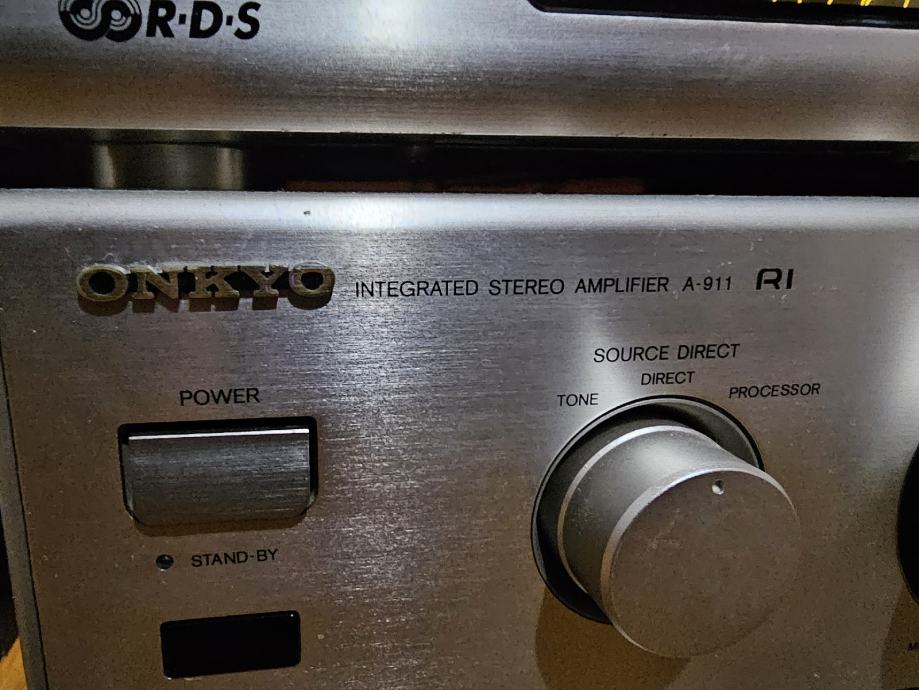 R·D·S
ONKYO INTEGRATED STEREO AMPLIFIER A-911 RI
SOURCE DIRECT
DIRECT
TONE PROCESSOR
POWER
STAND-BY